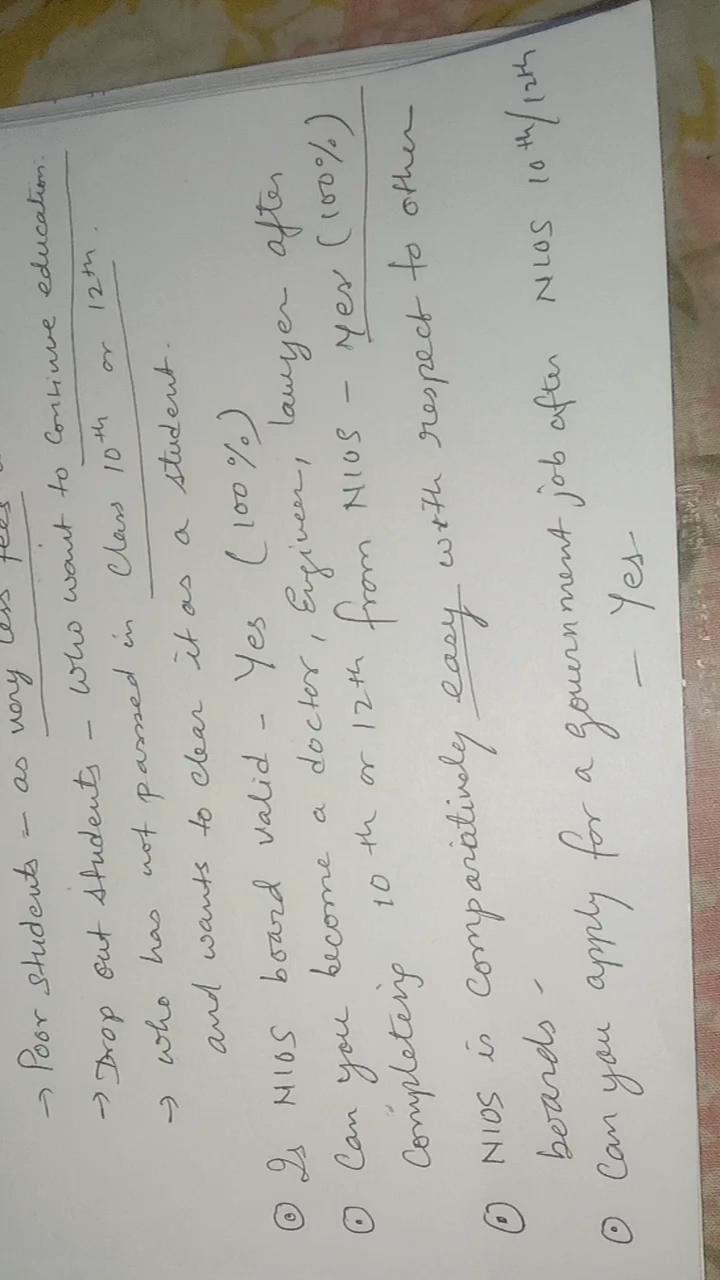 → Poor students - as very less fees
→ Drop out students - who want to continue education.
→ who has not passed in Class 10th or 12th.
and wants to clear it as a student.
⊙ Is NIOS board valid - Yes (100%)
⊙ Can you become a doctor, Engineer, lawyer after
completing 10th or 12th from NIOS - Yes (100%)
⊙ NIOS is comparatively easy with respect to other
boards.
⊙ Can you apply for a government job after NIOS 10th/12th
- Yes